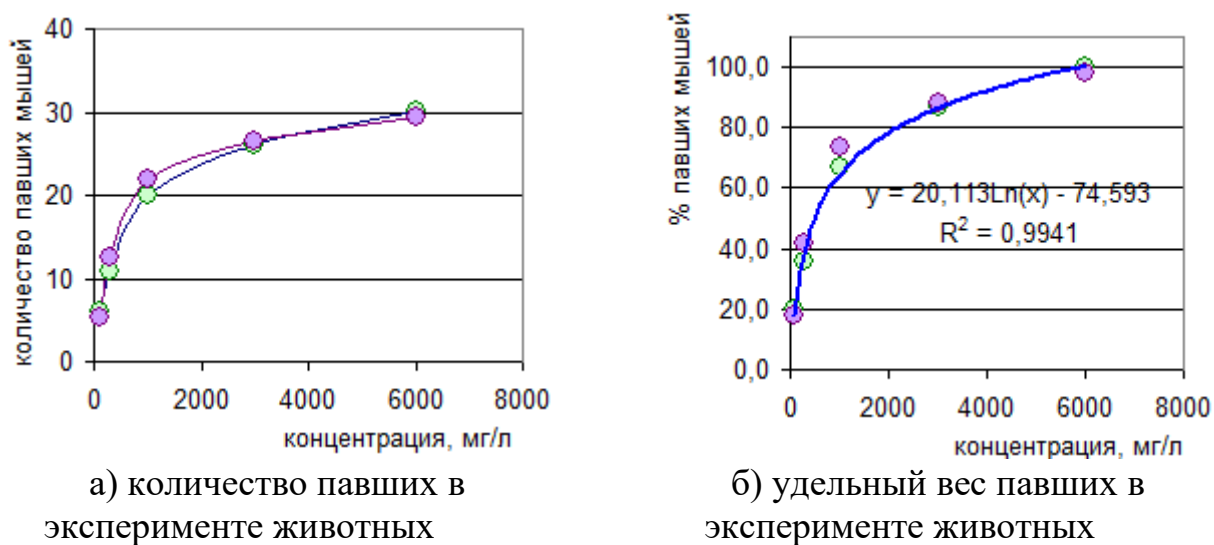 количество павших мышей
40
30
20
10
0
0 2000 4000 6000 8000
концентрация, мг/л
а) количество павших в
эксперименте животных
% павших мышей
100,0
80,0
60,0
40,0
20,0
0,0
y = 20,113Ln(x) - 74,593
R² = 0,9941
0 2000 4000 6000 8000
концентрация, мг/л
б) удельный вес павших в
эксперименте животных